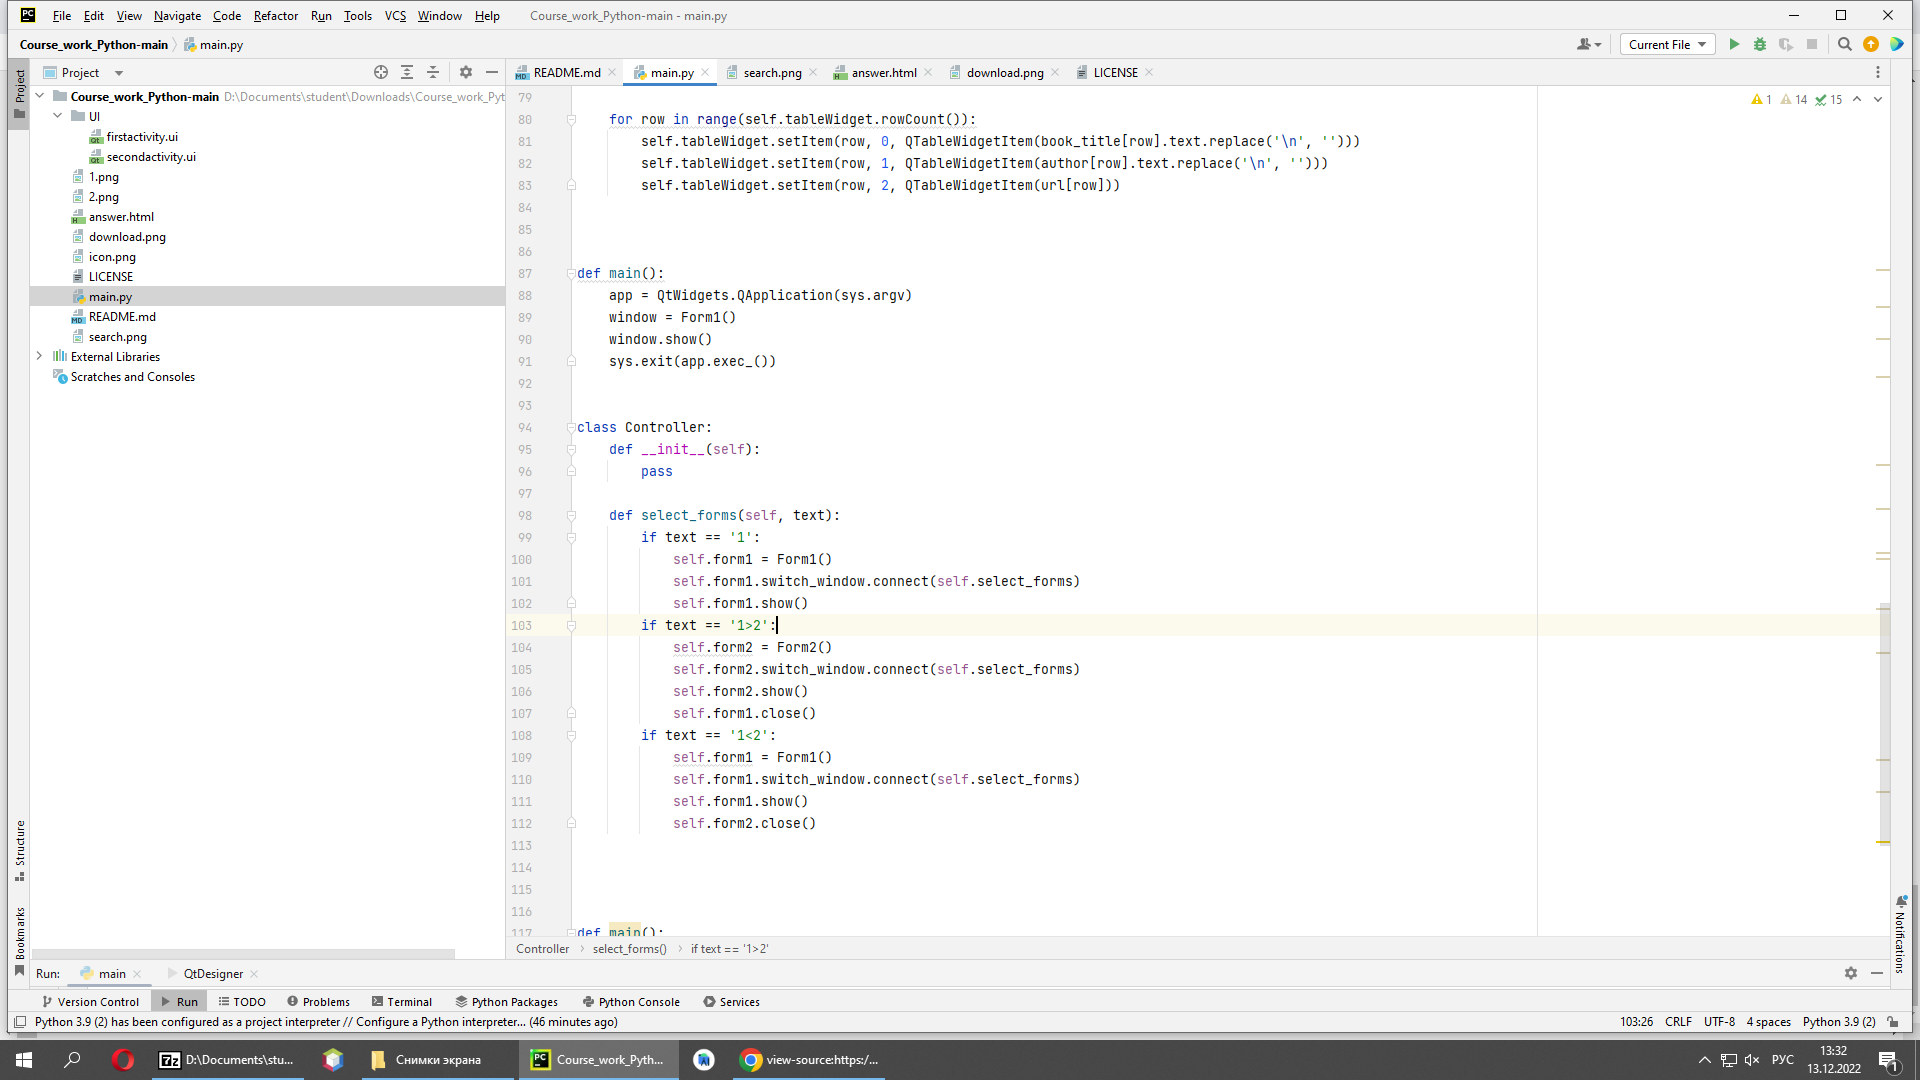 File Edit View Navigate Code Refactor Run Tools VCS Window Help Course_work_Python-main - main.py
Course_work_Python-main main.py Current File
Project
README.md main.py search.png answer.html download.png LICENSE
Project
Course_work_Python-main D:\Documents\student\Downloads\Course_work_Pyt
UI
firstactivity.ui
secondactivity.ui
1.png
2.png
answer.html
download.png
icon.png
LICENSE
main.py
README.md
search.png
External Libraries
Scratches and Consoles
1 14 15
79
80 for row in range(self.tableWidget.rowCount()):
81 self.tableWidget.setItem(row, 0, QTableWidgetItem(book_title[row].text.replace('\n', '')))
82 self.tableWidget.setItem(row, 1, QTableWidgetItem(author[row].text.replace('\n', '')))
83 self.tableWidget.setItem(row, 2, QTableWidgetItem(url[row]))
84
85
86
87 def main():
88 app = QtWidgets.QApplication(sys.argv)
89 window = Form1()
90 window.show()
91 sys.exit(app.exec_())
92
93
94 class Controller:
95 def __init__(self):
96 pass
97
98 def select_forms(self, text):
99 if text == '1':
100 self.form1 = Form1()
101 self.form1.switch_window.connect(self.select_forms)
102 self.form1.show()
103 if text == '1>2':
104 self.form2 = Form2()
105 self.form2.switch_window.connect(self.select_forms)
106 self.form2.show()
107 self.form1.close()
108 if text == '1<2':
109 self.form1 = Form1()
110 self.form1.switch_window.connect(self.select_forms)
111 self.form1.show()
112 self.form2.close()
113
114
115
116
117 def main():
Structure
Bookmarks
Notifications
Controller select_forms() if text == '1>2'
Run: main QtDesigner
Version Control Run TODO Problems Terminal Python Packages Python Console Services
Python 3.9 (2) has been configured as a project interpreter // Configure a Python interpreter... (46 minutes ago) 103:26 CRLF UTF-8 4 spaces Python 3.9 (2)
D:\Documents\stu... Снимки экрана Course_work_Pyth... view-source:https:/... РУС 13:32
13.12.2022
1